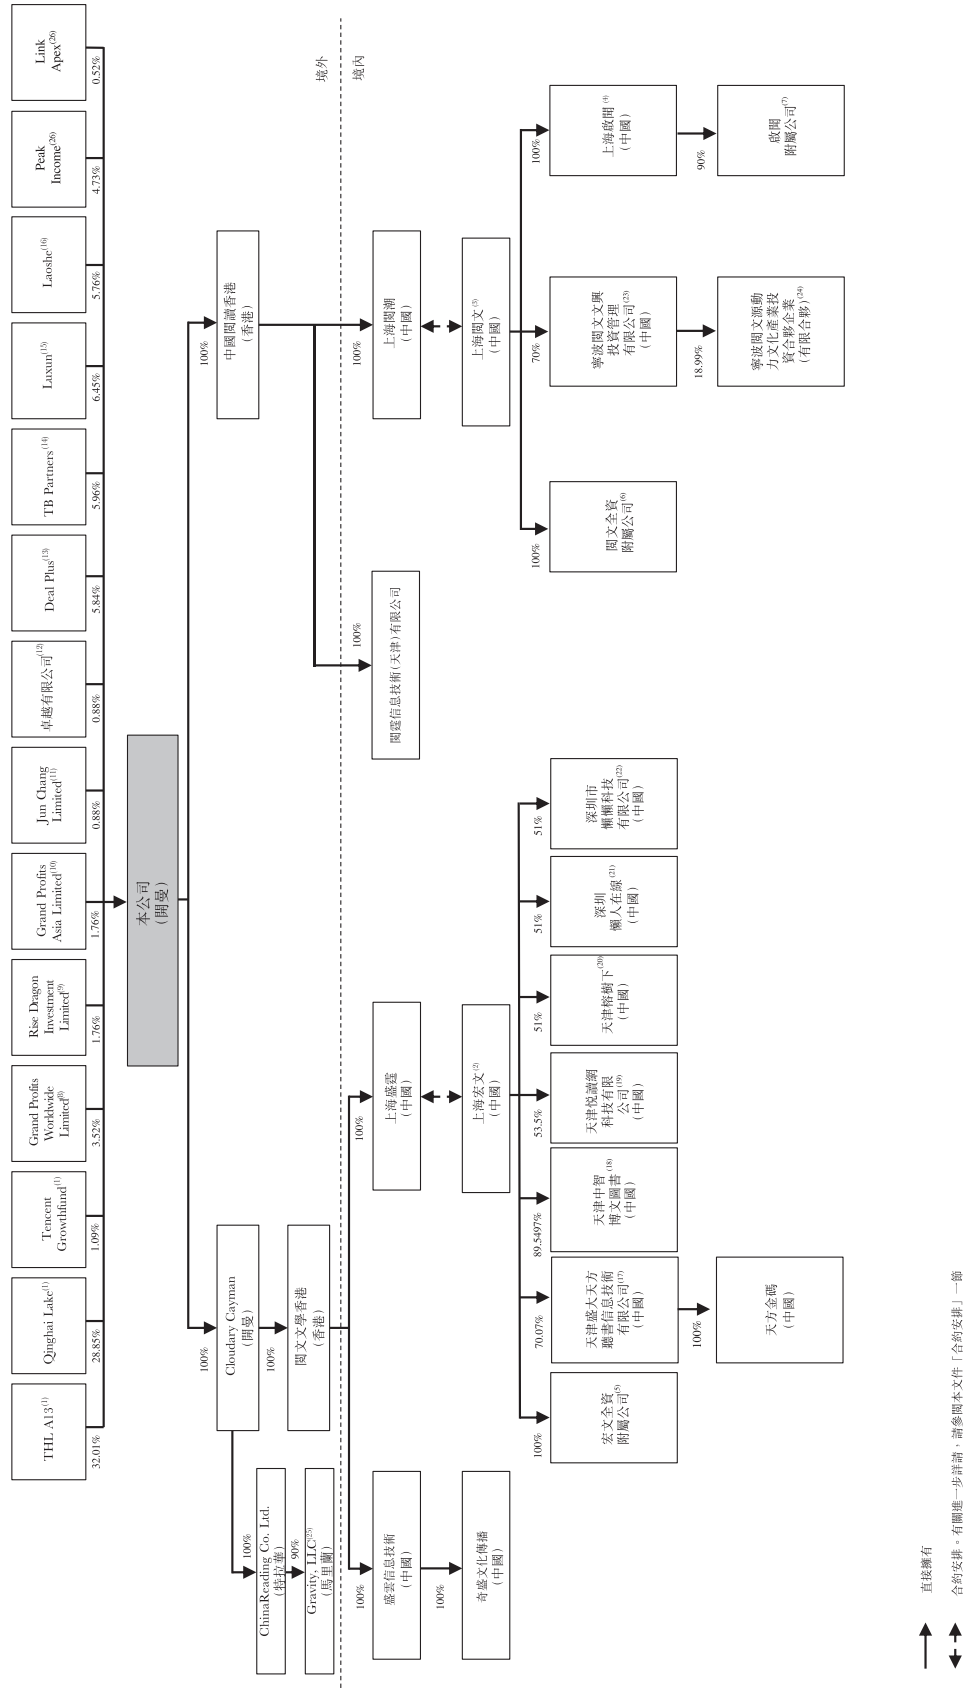 THL A13(1)
32.01%
Qinghai Lake(1)
28.85%
Tencent
Growthfund(1)
1.09%
Grand Profits
Worldwide
Limited(8)
3.52%
Rise Dragon
Investment
Limited(9)
1.76%
Grand Profits
Asia Limited(10)
1.76%
Jun Chang
Limited(11)
0.88%
卓越有限公司(12)
0.88%
Deal Plus(13)
5.84%
TB Partners(14)
5.96%
Luxun(15)
6.45%
Laoshe(16)
5.76%
Peak
Income(26)
4.73%
Link
Apex(26)
0.52%
本公司
(開曼)
100%
Cloudary Cayman
(開曼)
100%
中國閱讀香港
(香港)
100%
ChinaReading Co. Ltd.
(特拉華)
90%
Gravity, LLC(25)
(馬里蘭)
100%
閱文文學香港
(香港)
境外
境內
100%
盛雲信息技術
(中國)
100%
奇盛文化傳播
(中國)
100%
上海盛霆
(中國)
上海宏文(2)
(中國)
100%
閱霆信息技術(天津)有限公司
100%
上海閱潮
(中國)
上海閱文(3)
(中國)
100%
宏文全資
附屬公司(5)
70.07%
天津盛大天方
聽書信息技術
有限公司(17)
(中國)
89.5497%
天津中智
博文圖書(18)
(中國)
53.5%
天津悅讀網
科技有限
公司(19)
(中國)
51%
天津榕樹下(20)
(中國)
51%
深圳
懶人在線(21)
(中國)
51%
深圳市
懶懶科技
有限公司(22)
(中國)
100%
閱文全資
附屬公司(6)
70%
寧波閱文文興
投資管理
有限公司(23)
(中國)
100%
上海啟聞(4)
(中國)
100%
天方金碼
(中國)
18.99%
寧波閱文源動
力文化產業投
資合夥企業
(有限合夥)(24)
90%
啟聞
附屬公司(7)
直接擁有
合約安排。有關進一步詳請,請參閱本文件「合約安排」一節